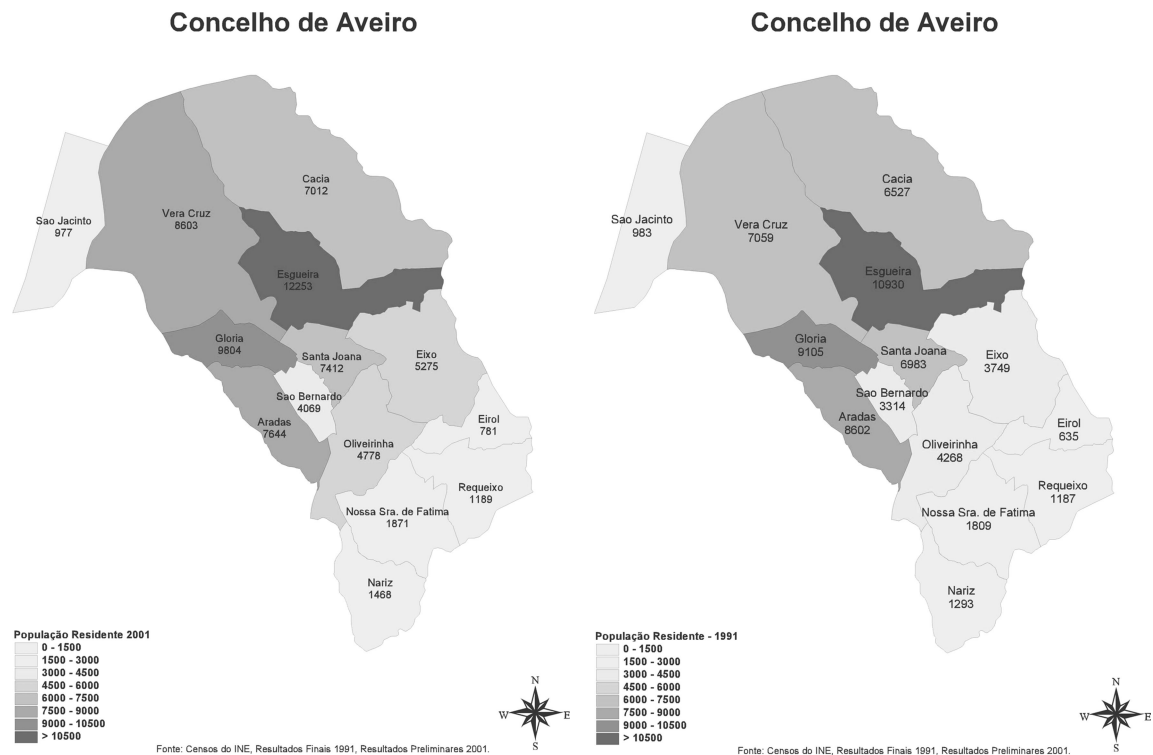 Concelho de Aveiro
Cacia
7012
Vera Cruz
8603
Sao Jacinto
977
Esgueira
12253
Gloria
9804
Santa Joana
7412
Eixo
5275
Sao Bernardo
4069
Aradas
7644
Eirol
781
Oliveirinha
4778
Requeixo
1189
Nossa Sra. de Fatima
1871
Nariz
1468
População Residente 2001
0 - 1500
1500 - 3000
3000 - 4500
4500 - 6000
6000 - 7500
7500 - 9000
9000 - 10500
> 10500
N
W E
S
Fonte: Censos do INE, Resultados Finais 1991, Resultados Preliminares 2001.
Concelho de Aveiro
Cacia
6527
Vera Cruz
7059
Sao Jacinto
983
Esgueira
10930
Gloria
9105
Santa Joana
6983
Eixo
3749
Sao Bernardo
3314
Aradas
8602
Eirol
635
Oliveirinha
4268
Requeixo
1187
Nossa Sra. de Fatima
1809
Nariz
1293
População Residente - 1991
0 - 1500
1500 - 3000
3000 - 4500
4500 - 6000
6000 - 7500
7500 - 9000
9000 - 10500
> 10500
N
W E
S
Fonte: Censos do INE, Resultados Finais 1991, Resultados Preliminares 2001.